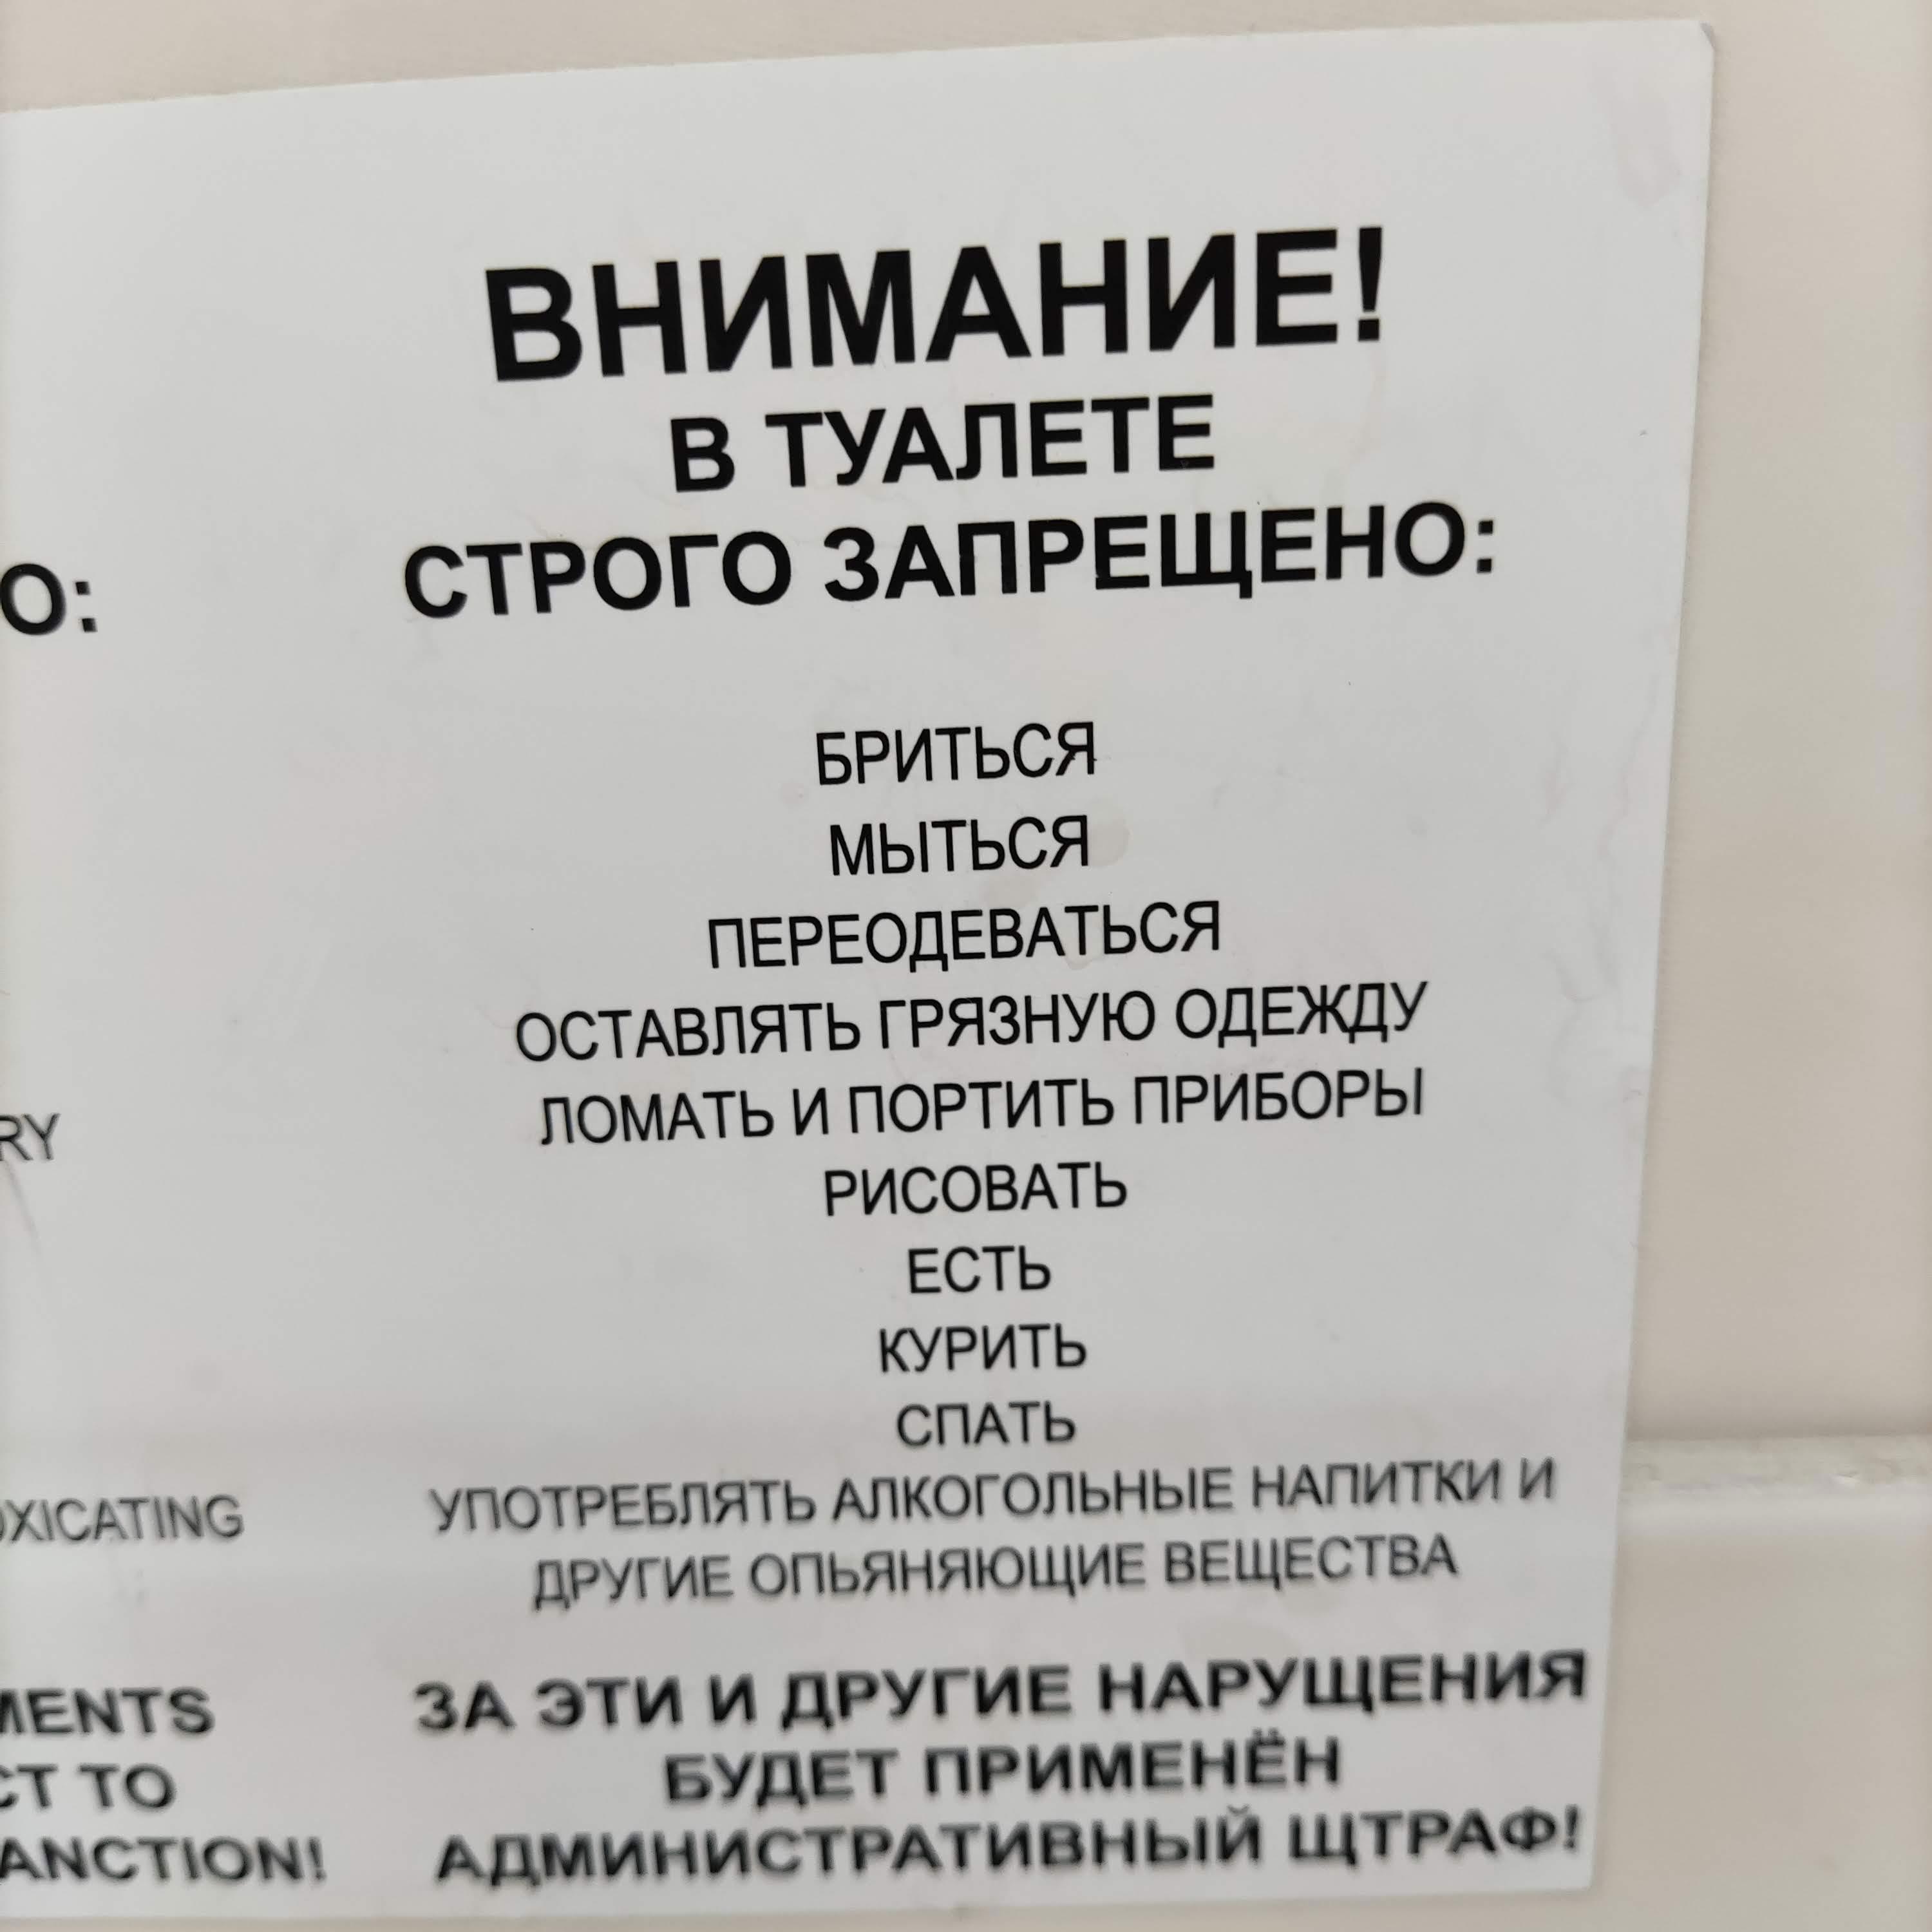 ВНИМАНИЕ!
В ТУАЛЕТЕ
СТРОГО ЗАПРЕЩЕНО:
БРИТЬСЯ
МЫТЬСЯ
ПЕРЕОДЕВАТЬСЯ
ОСТАВЛЯТЬ ГРЯЗНУЮ ОДЕЖДУ
ЛОМАТЬ И ПОРТИТЬ ПРИБОРЫ
РИСОВАТЬ
ЕСТЬ
КУРИТЬ
СПАТЬ
УПОТРЕБЛЯТЬ АЛКОГОЛЬНЫЕ НАПИТКИ И
ДРУГИЕ ОПЬЯНЯЮЩИЕ ВЕЩЕСТВА
ЗА ЭТИ И ДРУГИЕ НАРУЩЕНИЯ
БУДЕТ ПРИМЕНЁН
АДМИНИСТРАТИВНЫЙ ЩТРАФ!
O:
RY
OXICATING
MENTS
CT TO
ANCTION!